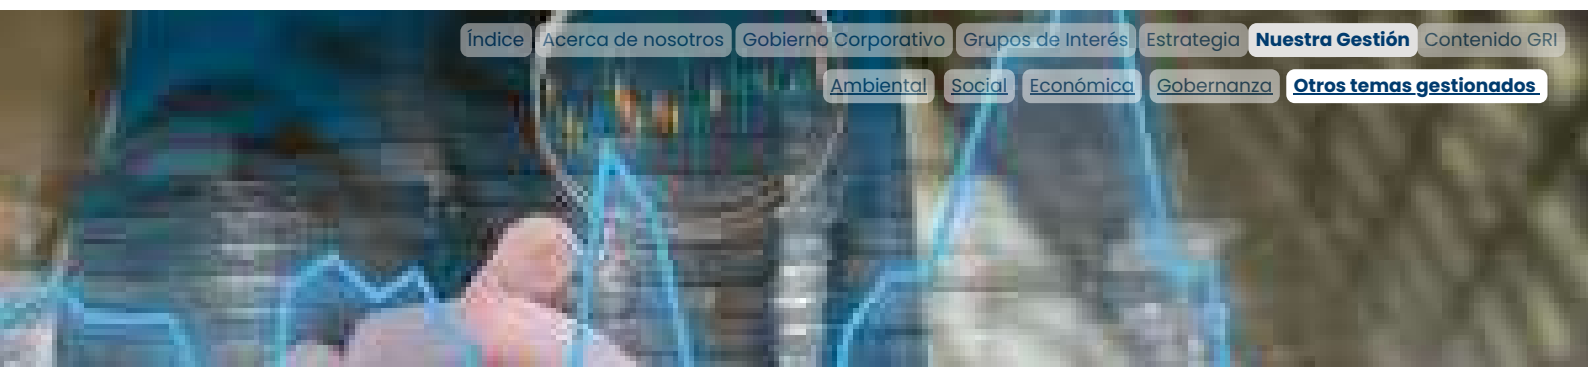 Índice Acerca de nosotros Gobierno Corporativo Grupos de Interés Estrategia Nuestra Gestión Contenido GRI
Ambiental Social Económica Gobernanza Otros temas gestionados